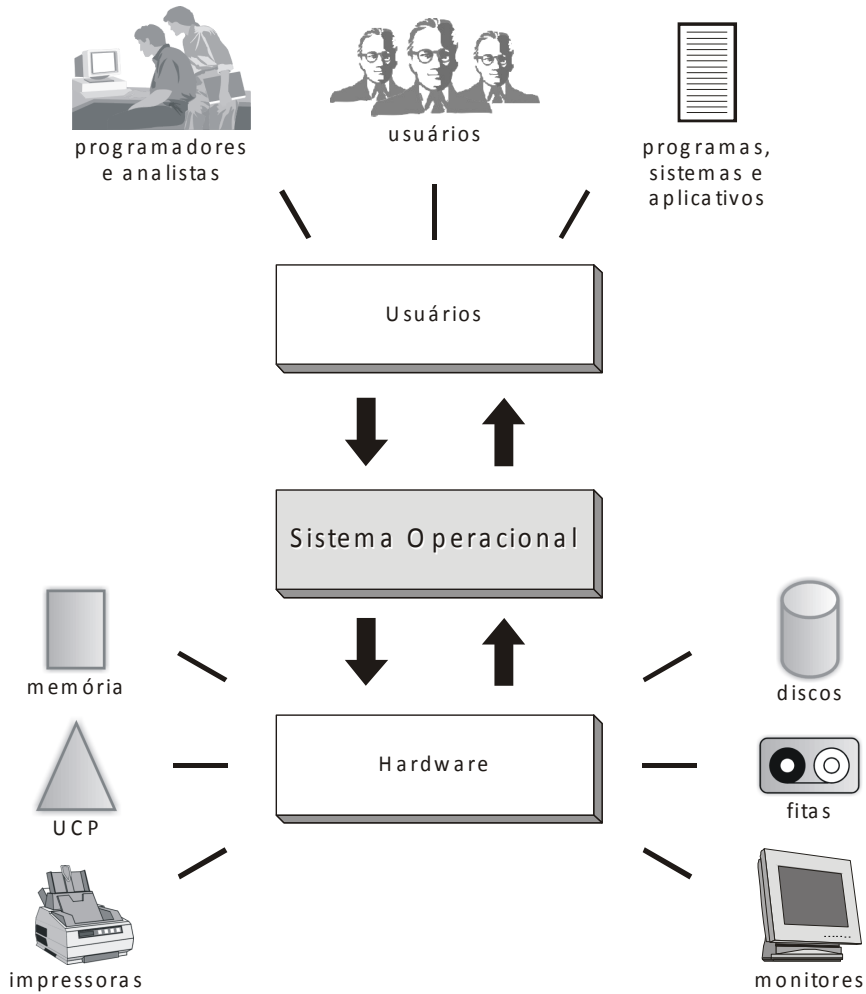 programadores
e analistas
usuários
programas,
sistemas e
aplicativos
Usuários
Sistema Operacional
memória
discos
Hardware
UCP
fitas
impressoras
monitores